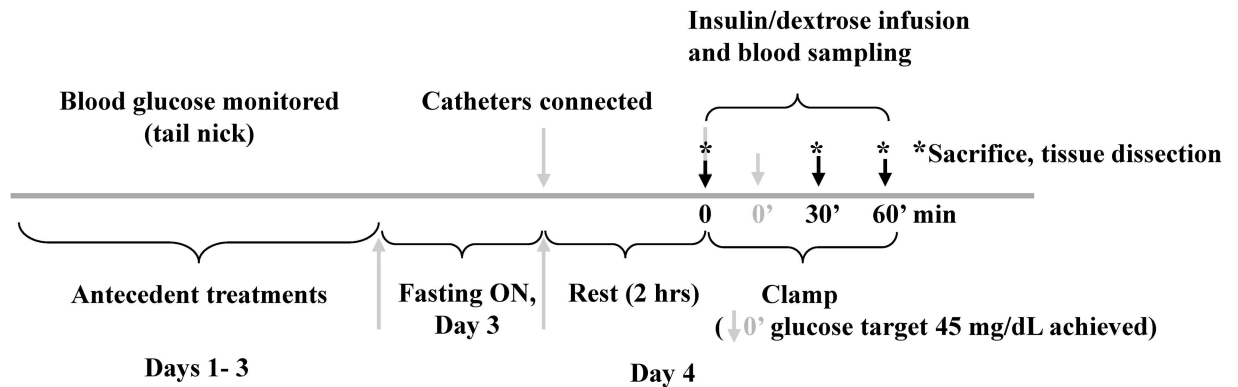 Insulin/dextrose infusion
and blood sampling
Blood glucose monitored
(tail nick)
Catheters connected
* * * *Sacrifice, tissue dissection
0 0’ 30’ 60’ min
Antecedent treatments
Fasting ON,
Day 3
Rest (2 hrs)
Clamp
( 0’ glucose target 45 mg/dL achieved)
Days 1- 3
Day 4